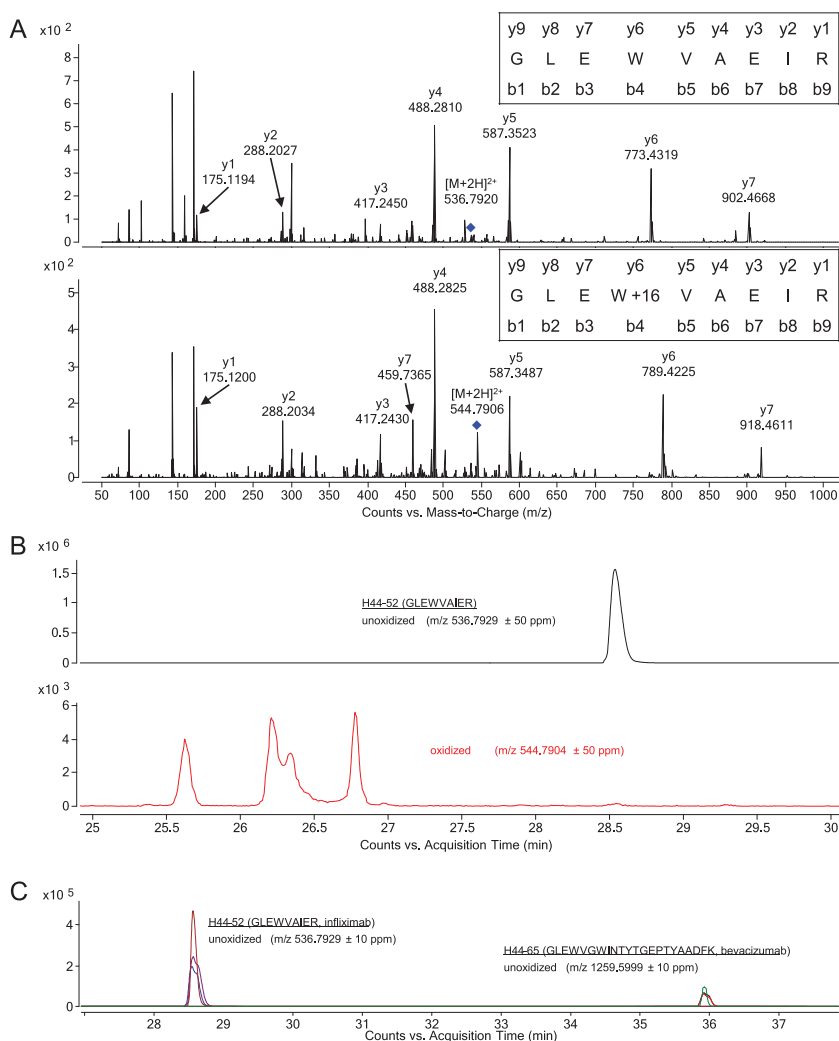 A
x10 2
y9 y8 y7 y6 y5 y4 y3 y2 y1
G L E W V A E I R
b1 b2 b3 b4 b5 b6 b7 b8 b9
8
6
4
2
0
y1
175.1194
y2
288.2027
y3
417.2450
y4
488.2810
[M+2H]2+
536.7920
y5
587.3523
y6
773.4319
y7
902.4668
x10 2
y9 y8 y7 y6 y5 y4 y3 y2 y1
G L E W +16 V A E I R
b1 b2 b3 b4 b5 b6 b7 b8 b9
5
4
3
2
1
0
y1
175.1200
y2
288.2034
y3
417.2430
y7
459.7365
y4
488.2825
[M+2H]2+
544.7906
y5
587.3487
y6
789.4225
y7
918.4611
50 100 150 200 250 300 350 400 450 500 550 600 650 700 750 800 850 900 950 1000
Counts vs. Mass-to-Charge (m/z)
B
x10 6
1.5
1
0.5
0
H44-52 (GLEWVAIER)
unoxidized (m/z 536.7929 ± 50 ppm)
x10 3
6
4
2
0
oxidized (m/z 544.7904 ± 50 ppm)
25 25.5 26 26.5 27 27.5 28 28.5 29 29.5 30
Counts vs. Acquisition Time (min)
C
x10 5
4
2
0
H44-52 (GLEWVAIER, infliximab)
unoxidized (m/z 536.7929 ± 10 ppm)
H44-65 (GLEWVGWINTYTGEPTYAADFK, bevacizumab)
unoxidized (m/z 1259.5999 ± 10 ppm)
28 29 30 31 32 33 34 35 36 37
Counts vs. Acquisition Time (min)